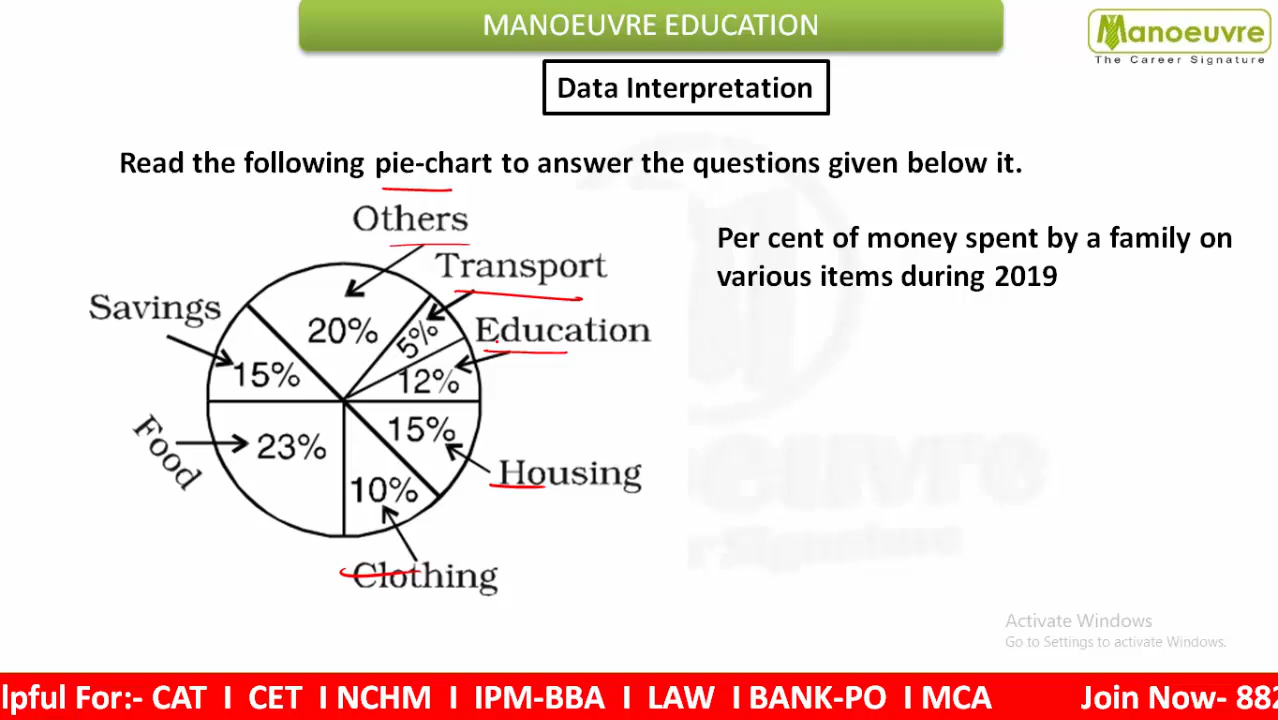 MANOEUVRE EDUCATION
Manoeuvre
The Career Signature
Data Interpretation
Read the following pie-chart to answer the questions given below it.
Others
Per cent of money spent by a family on
various items during 2019
Transport
Savings
Education
20%
5%
15%
12%
Food
23%
15%
Housing
10%
Clothing
Activate Windows
Go to Settings to activate Windows.
lpful For:- CAT I CET I NCHM I IPM-BBA I LAW I BANK-PO I MCA Join Now- 882